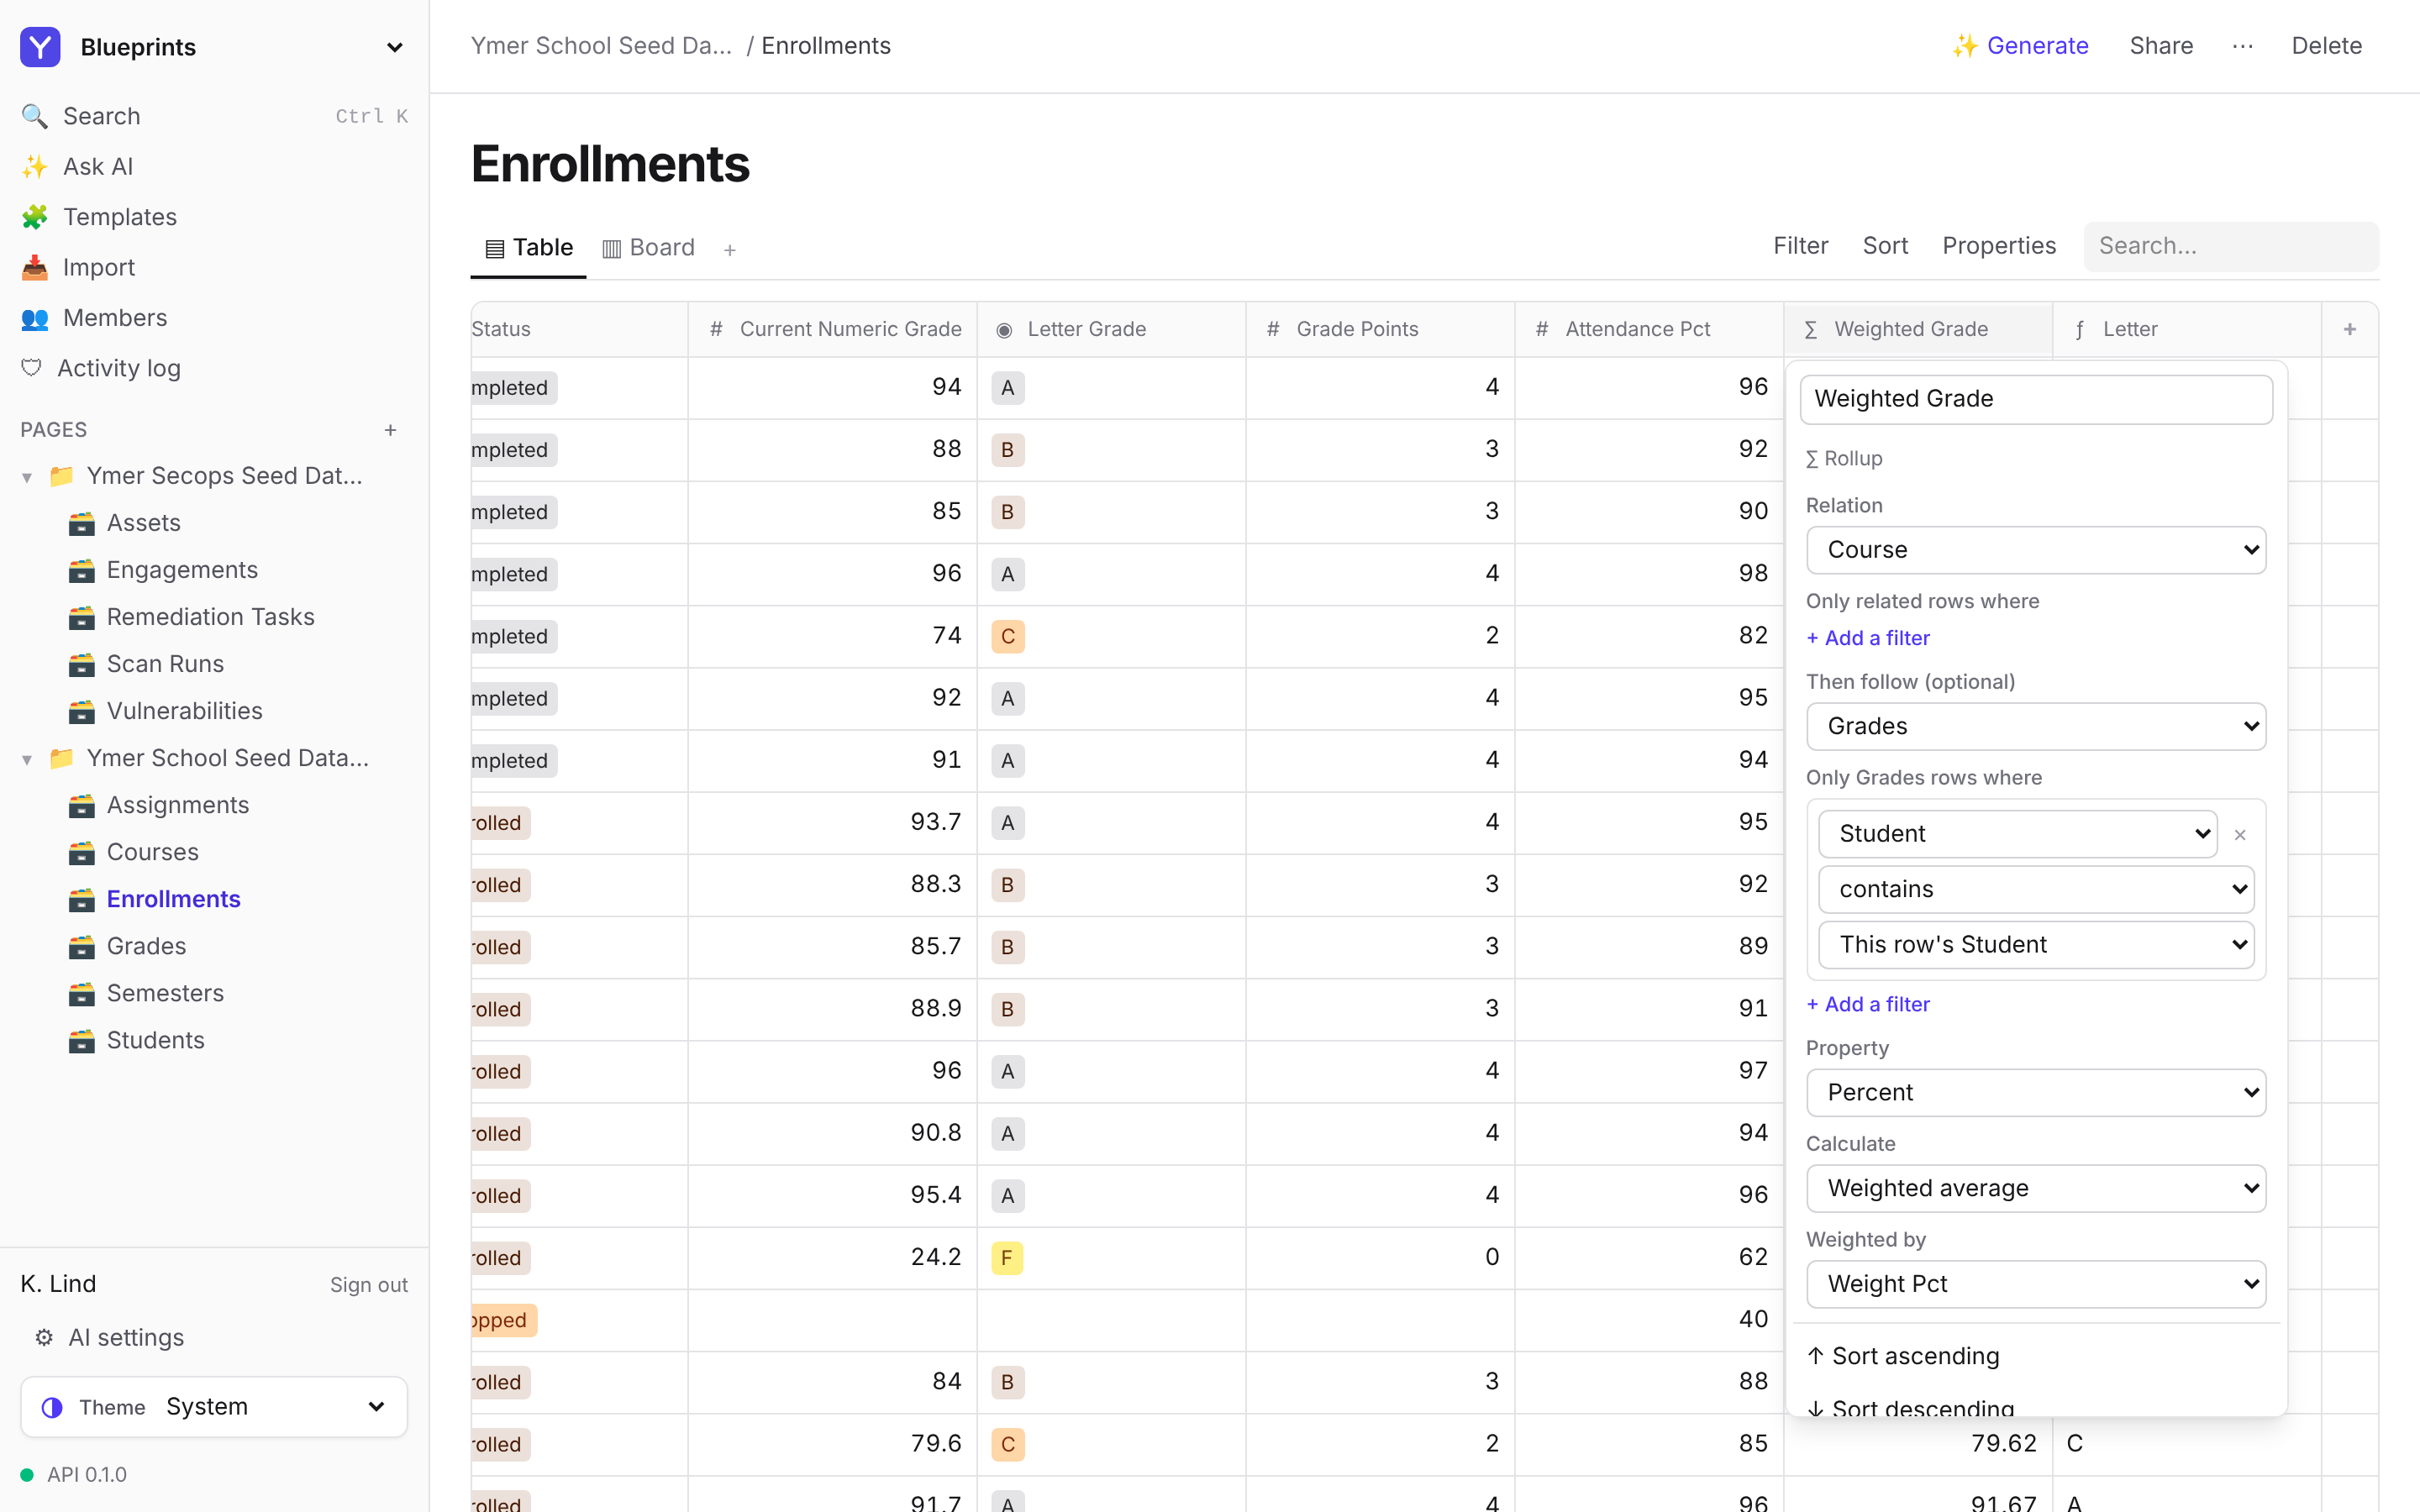 Blueprints
Search Ctrl K
Ask AI
Templates
Import
Members
Activity log
PAGES +
Ymer Secops Seed Dat...
Assets
Engagements
Remediation Tasks
Scan Runs
Vulnerabilities
Ymer School Seed Data...
Assignments
Courses
Enrollments
Grades
Semesters
Students
K. Lind Sign out
AI settings
Theme System
API 0.1.0
Ymer School Seed Da... / Enrollments
Generate Share ··· Delete
Enrollments
Table Board +
Filter Sort Properties Search...
Status # Current Numeric Grade Letter Grade # Grade Points # Attendance Pct Σ Weighted Grade ƒ Letter +
mpleted 94 A 4 96
mpleted 88 B 3 92
mpleted 85 B 3 90
mpleted 96 A 4 98
mpleted 74 C 2 82
mpleted 92 A 4 95
mpleted 91 A 4 94
rolled 93.7 A 4 95
rolled 88.3 B 3 92
rolled 85.7 B 3 89
rolled 88.9 B 3 91
rolled 96 A 4 97
rolled 90.8 A 4 94
rolled 95.4 A 4 96
rolled 24.2 F 0 62
opped 40
rolled 84 B 3 88
rolled 79.6 C 2 85 79.62 C
rolled 91.7 A 4 96 91.67 A
Weighted Grade
Σ Rollup
Relation
Course
Only related rows where
+ Add a filter
Then follow (optional)
Grades
Only Grades rows where
Student ×
contains
This row's Student
+ Add a filter
Property
Percent
Calculate
Weighted average
Weighted by
Weight Pct
↑ Sort ascending
↓ Sort descending